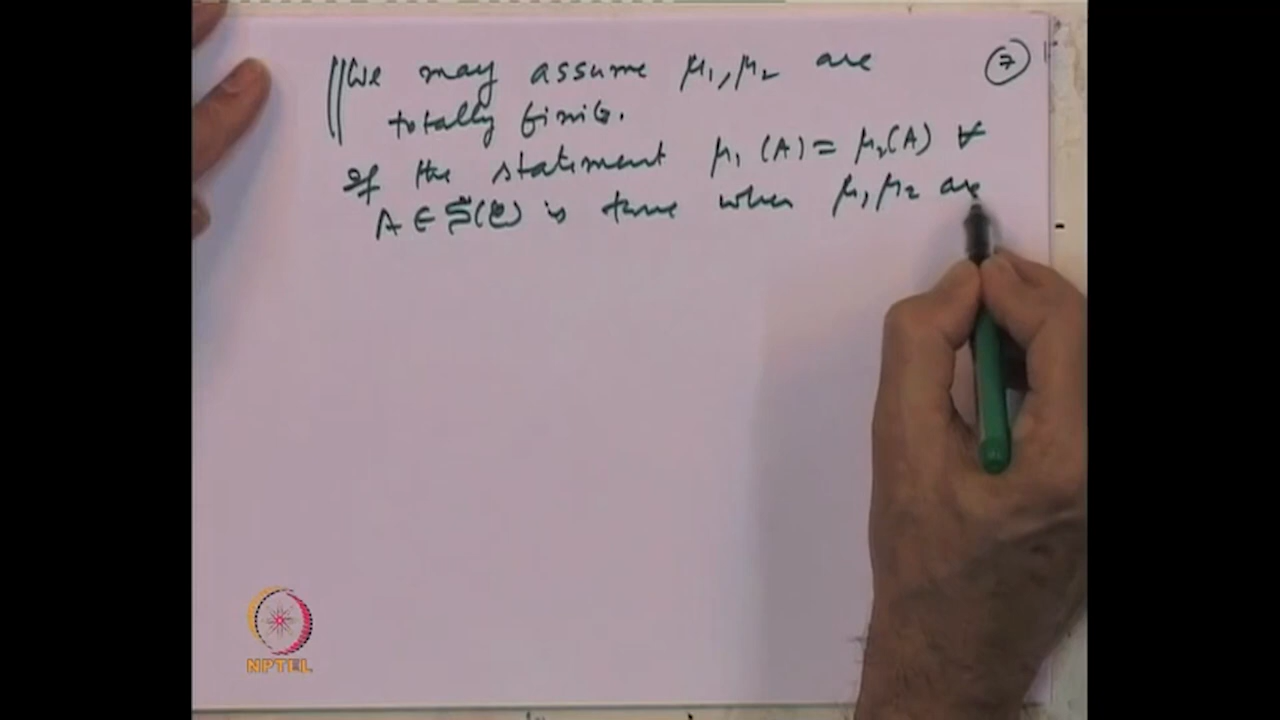 We may assume μ₁, μ₂ are
totally finite.
⑦
If the statement μ₁(A) = μ₂(A) ∀
A ∈ S(C) is true when μ₁, μ₂ are
NPTEL